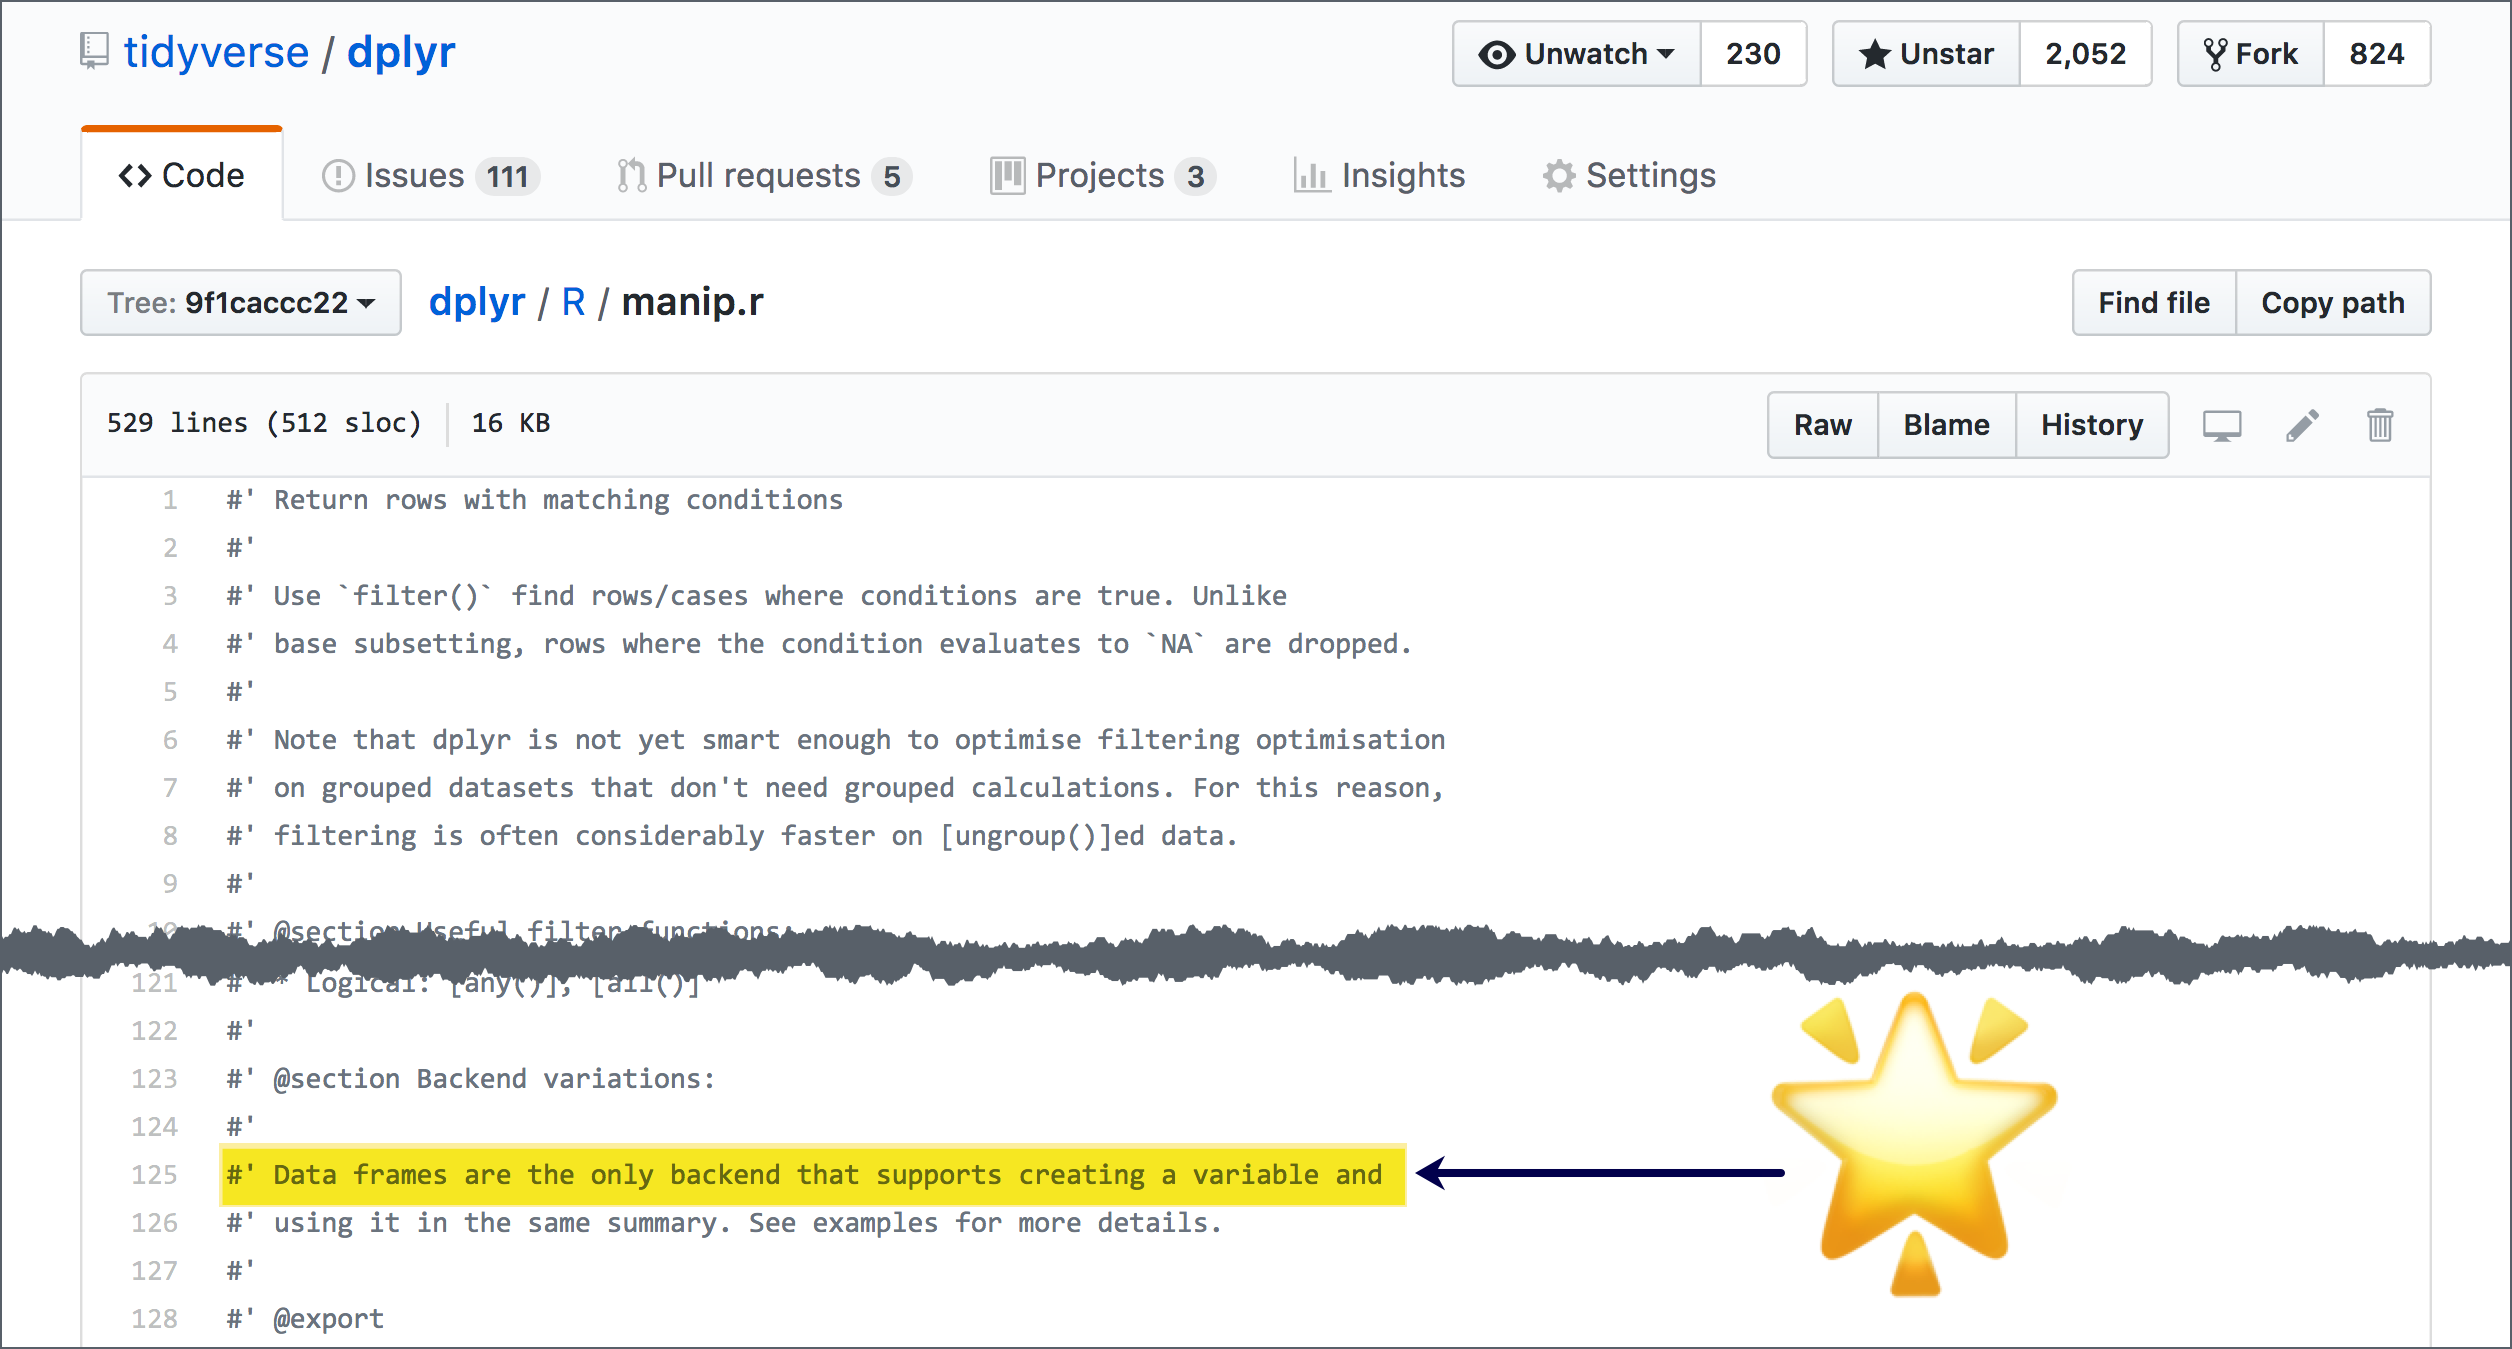 tidyverse / dplyr
Unwatch 230
Unstar 2,052
Fork 824
Code
Issues 111
Pull requests 5
Projects 3
Insights
Settings
Tree: 9f1caccc22
dplyr / R / manip.r
Find file
Copy path
529 lines (512 sloc) 16 KB
Raw
Blame
History
1 #' Return rows with matching conditions
2 #'
3 #' Use `filter()` find rows/cases where conditions are true. Unlike
4 #' base subsetting, rows where the condition evaluates to `NA` are dropped.
5 #'
6 #' Note that dplyr is not yet smart enough to optimise filtering optimisation
7 #' on grouped datasets that don't need grouped calculations. For this reason,
8 #' filtering is often considerably faster on [ungroup()]ed data.
9 #'
10 #' @section Useful filter functions:
121 #' * Logical: [any()], [all()]
122 #'
123 #' @section Backend variations:
124 #'
125 #' Data frames are the only backend that supports creating a variable and
126 #' using it in the same summary. See examples for more details.
127 #'
128 #' @export